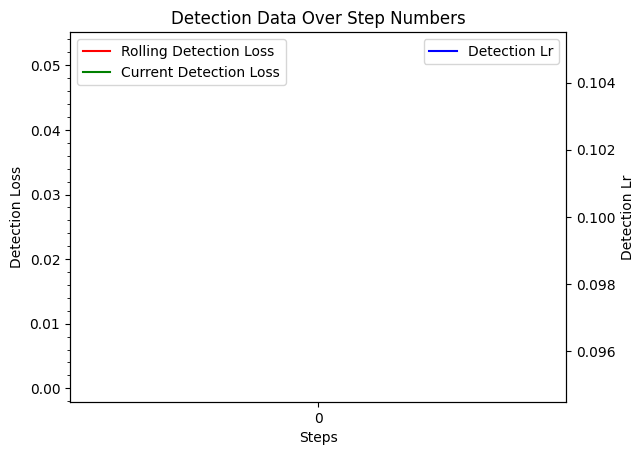 Detection Data Over Step Numbers
Rolling Detection Loss
Current Detection Loss
Detection Lr
0.05
0.04
0.03
0.02
0.01
0.00
Detection Loss
0.104
0.102
0.100
0.098
0.096
Detection Lr
0
Steps